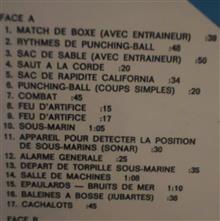 FACE A
1. MATCH DE BOXE (AVEC ENTRAINEUR) :38
2. RYTHMES DE PUNCHING-BALL :48
3. SAC DE SABLE (AVEC ENTRAINEUR) :50
4. SAUT A LA CORDE :20
5. SAC DE RAPIDITE CALIFORNIA :34
6. PUNCHING-BALL (COUPS SIMPLES) :20
7. COMBAT :45
8. FEU D'ARTIFICE :15
9. FEU D'ARTIFICE :17
10. SOUS-MARIN 1:05
11. APPAREIL POUR DETECTER LA POSITION
DE SOUS-MARINS (SONAR) :30
12. ALARME GENERALE :25
13. DEPART DE TORPILLE SOUS-MARINE :35
14. SALLE DE MACHINES 1:08
15. EPAULARDS — BRUITS DE MER 1:10
16. BALEINES A BOSSE (JUBARTES) :38
17. CACHALOTS :45
FACE B